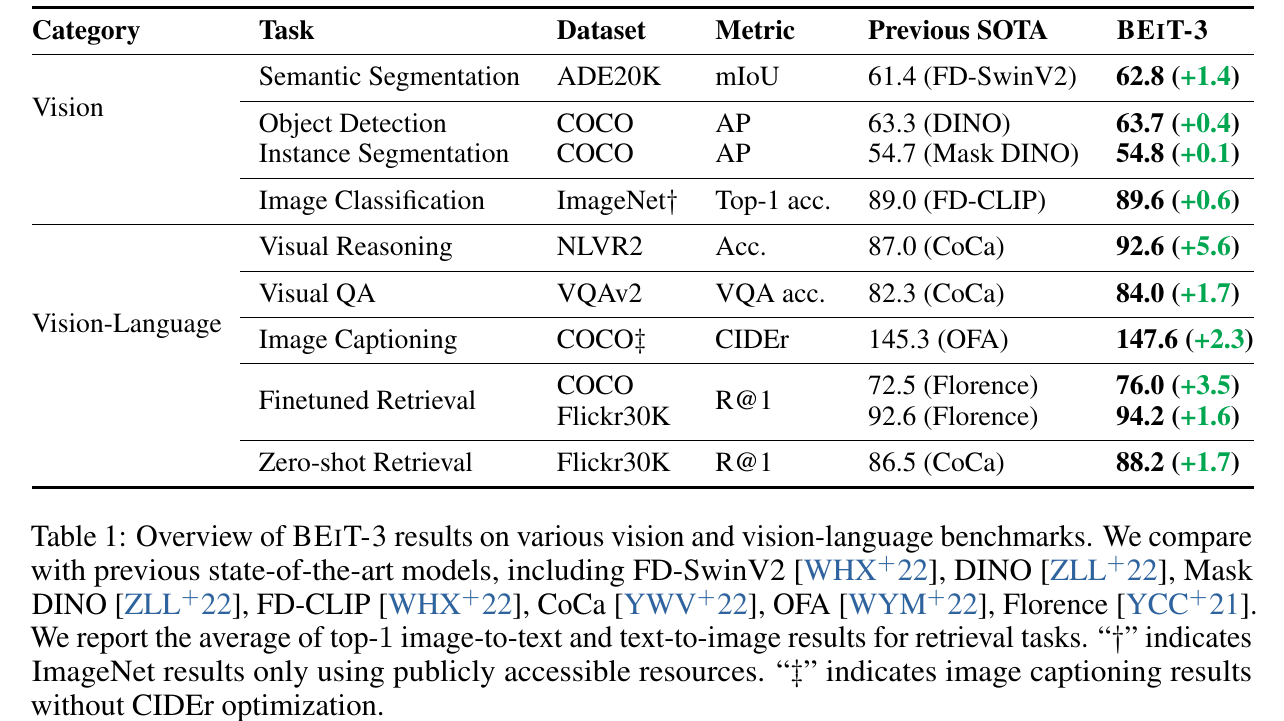 Category Task Dataset Metric Previous SOTA BEIT-3
Semantic Segmentation ADE20K mIoU 61.4 (FD-SwinV2) 62.8 (+1.4)
Vision
Object Detection COCO AP 63.3 (DINO) 63.7 (+0.4)
Instance Segmentation COCO AP 54.7 (Mask DINO) 54.8 (+0.1)
Image Classification ImageNet† Top-1 acc. 89.0 (FD-CLIP) 89.6 (+0.6)
Visual Reasoning NLVR2 Acc. 87.0 (CoCa) 92.6 (+5.6)
Visual QA VQAv2 VQA acc. 82.3 (CoCa) 84.0 (+1.7)
Vision-Language
Image Captioning COCO‡ CIDEr 145.3 (OFA) 147.6 (+2.3)
COCO 72.5 (Florence) 76.0 (+3.5)
Finetuned Retrieval R@1
Flickr30K 92.6 (Florence) 94.2 (+1.6)
Zero-shot Retrieval Flickr30K R@1 86.5 (CoCa) 88.2 (+1.7)
Table 1: Overview of BEIT-3 results on various vision and vision-language benchmarks. We compare
with previous state-of-the-art models, including FD-SwinV2 [WHX+22], DINO [ZLL+22], Mask
DINO [ZLL+22], FD-CLIP [WHX+22], CoCa [YWV+22], OFA [WYM+22], Florence [YCC+21].
We report the average of top-1 image-to-text and text-to-image results for retrieval tasks. “†” indicates
ImageNet results only using publicly accessible resources. “‡” indicates image captioning results
without CIDEr optimization.